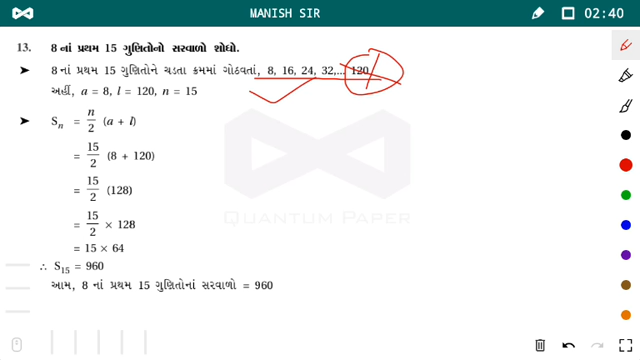 MANISH SIR
02:40
13. 8 નાં પ્રથમ 15 ગુણિતોનો સરવાળો શોધો.
➤ 8 નાં પ્રથમ 15 ગુણિતોને ચડતા ક્રમમાં ગોઠવતાં, 8, 16, 24, 32,... 120
અહીં, a = 8, l = 120, n = 15
➤ Sₙ = n/2 (a + l)
= 15/2 (8 + 120)
= 15/2 (128)
= 15/2 × 128
= 15 × 64
∴ S₁₅ = 960
આમ, 8 નાં પ્રથમ 15 ગુણિતોનાં સરવાળો = 960
QUANTUM PAPER